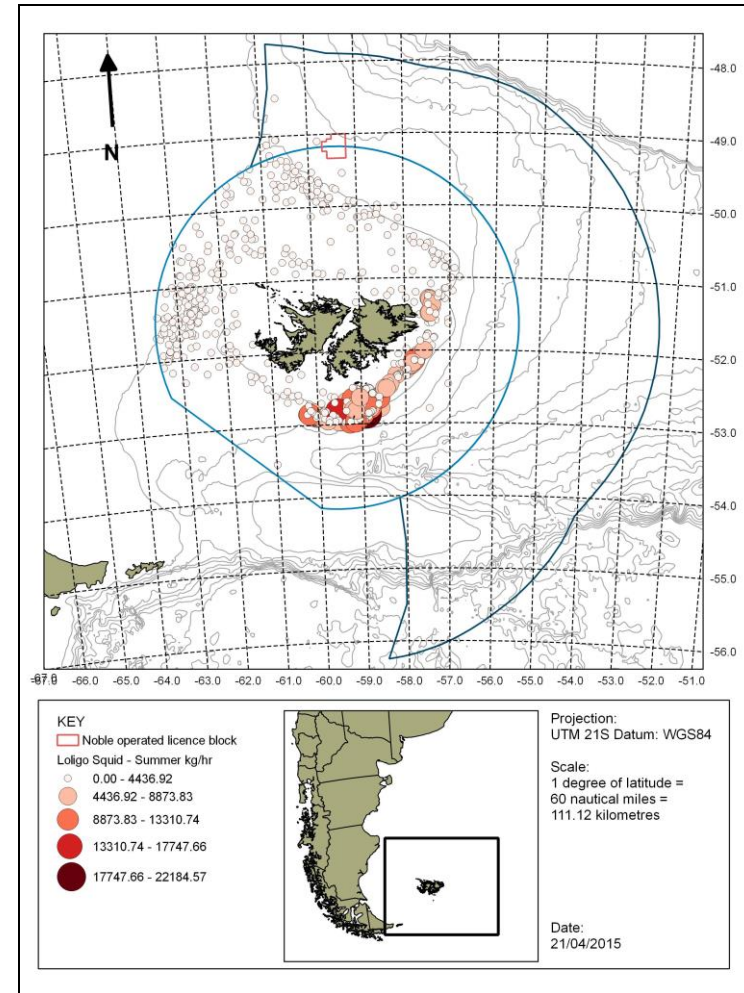 N
-48.0
-49.0
-50.0
-51.0
-52.0
-53.0
-54.0
-55.0
-56.0
-67.0 -66.0 -65.0 -64.0 -63.0 -62.0 -61.0 -60.0 -59.0 -58.0 -57.0 -56.0 -55.0 -54.0 -53.0 -52.0 -51.0
KEY
Noble operated licence block
Loligo Squid - Summer kg/hr
0.00 - 4436.92
4436.92 - 8873.83
8873.83 - 13310.74
13310.74 - 17747.66
17747.66 - 22184.57
Projection:
UTM 21S Datum: WGS84
Scale:
1 degree of latitude =
60 nautical miles =
111.12 kilometres
Date:
21/04/2015